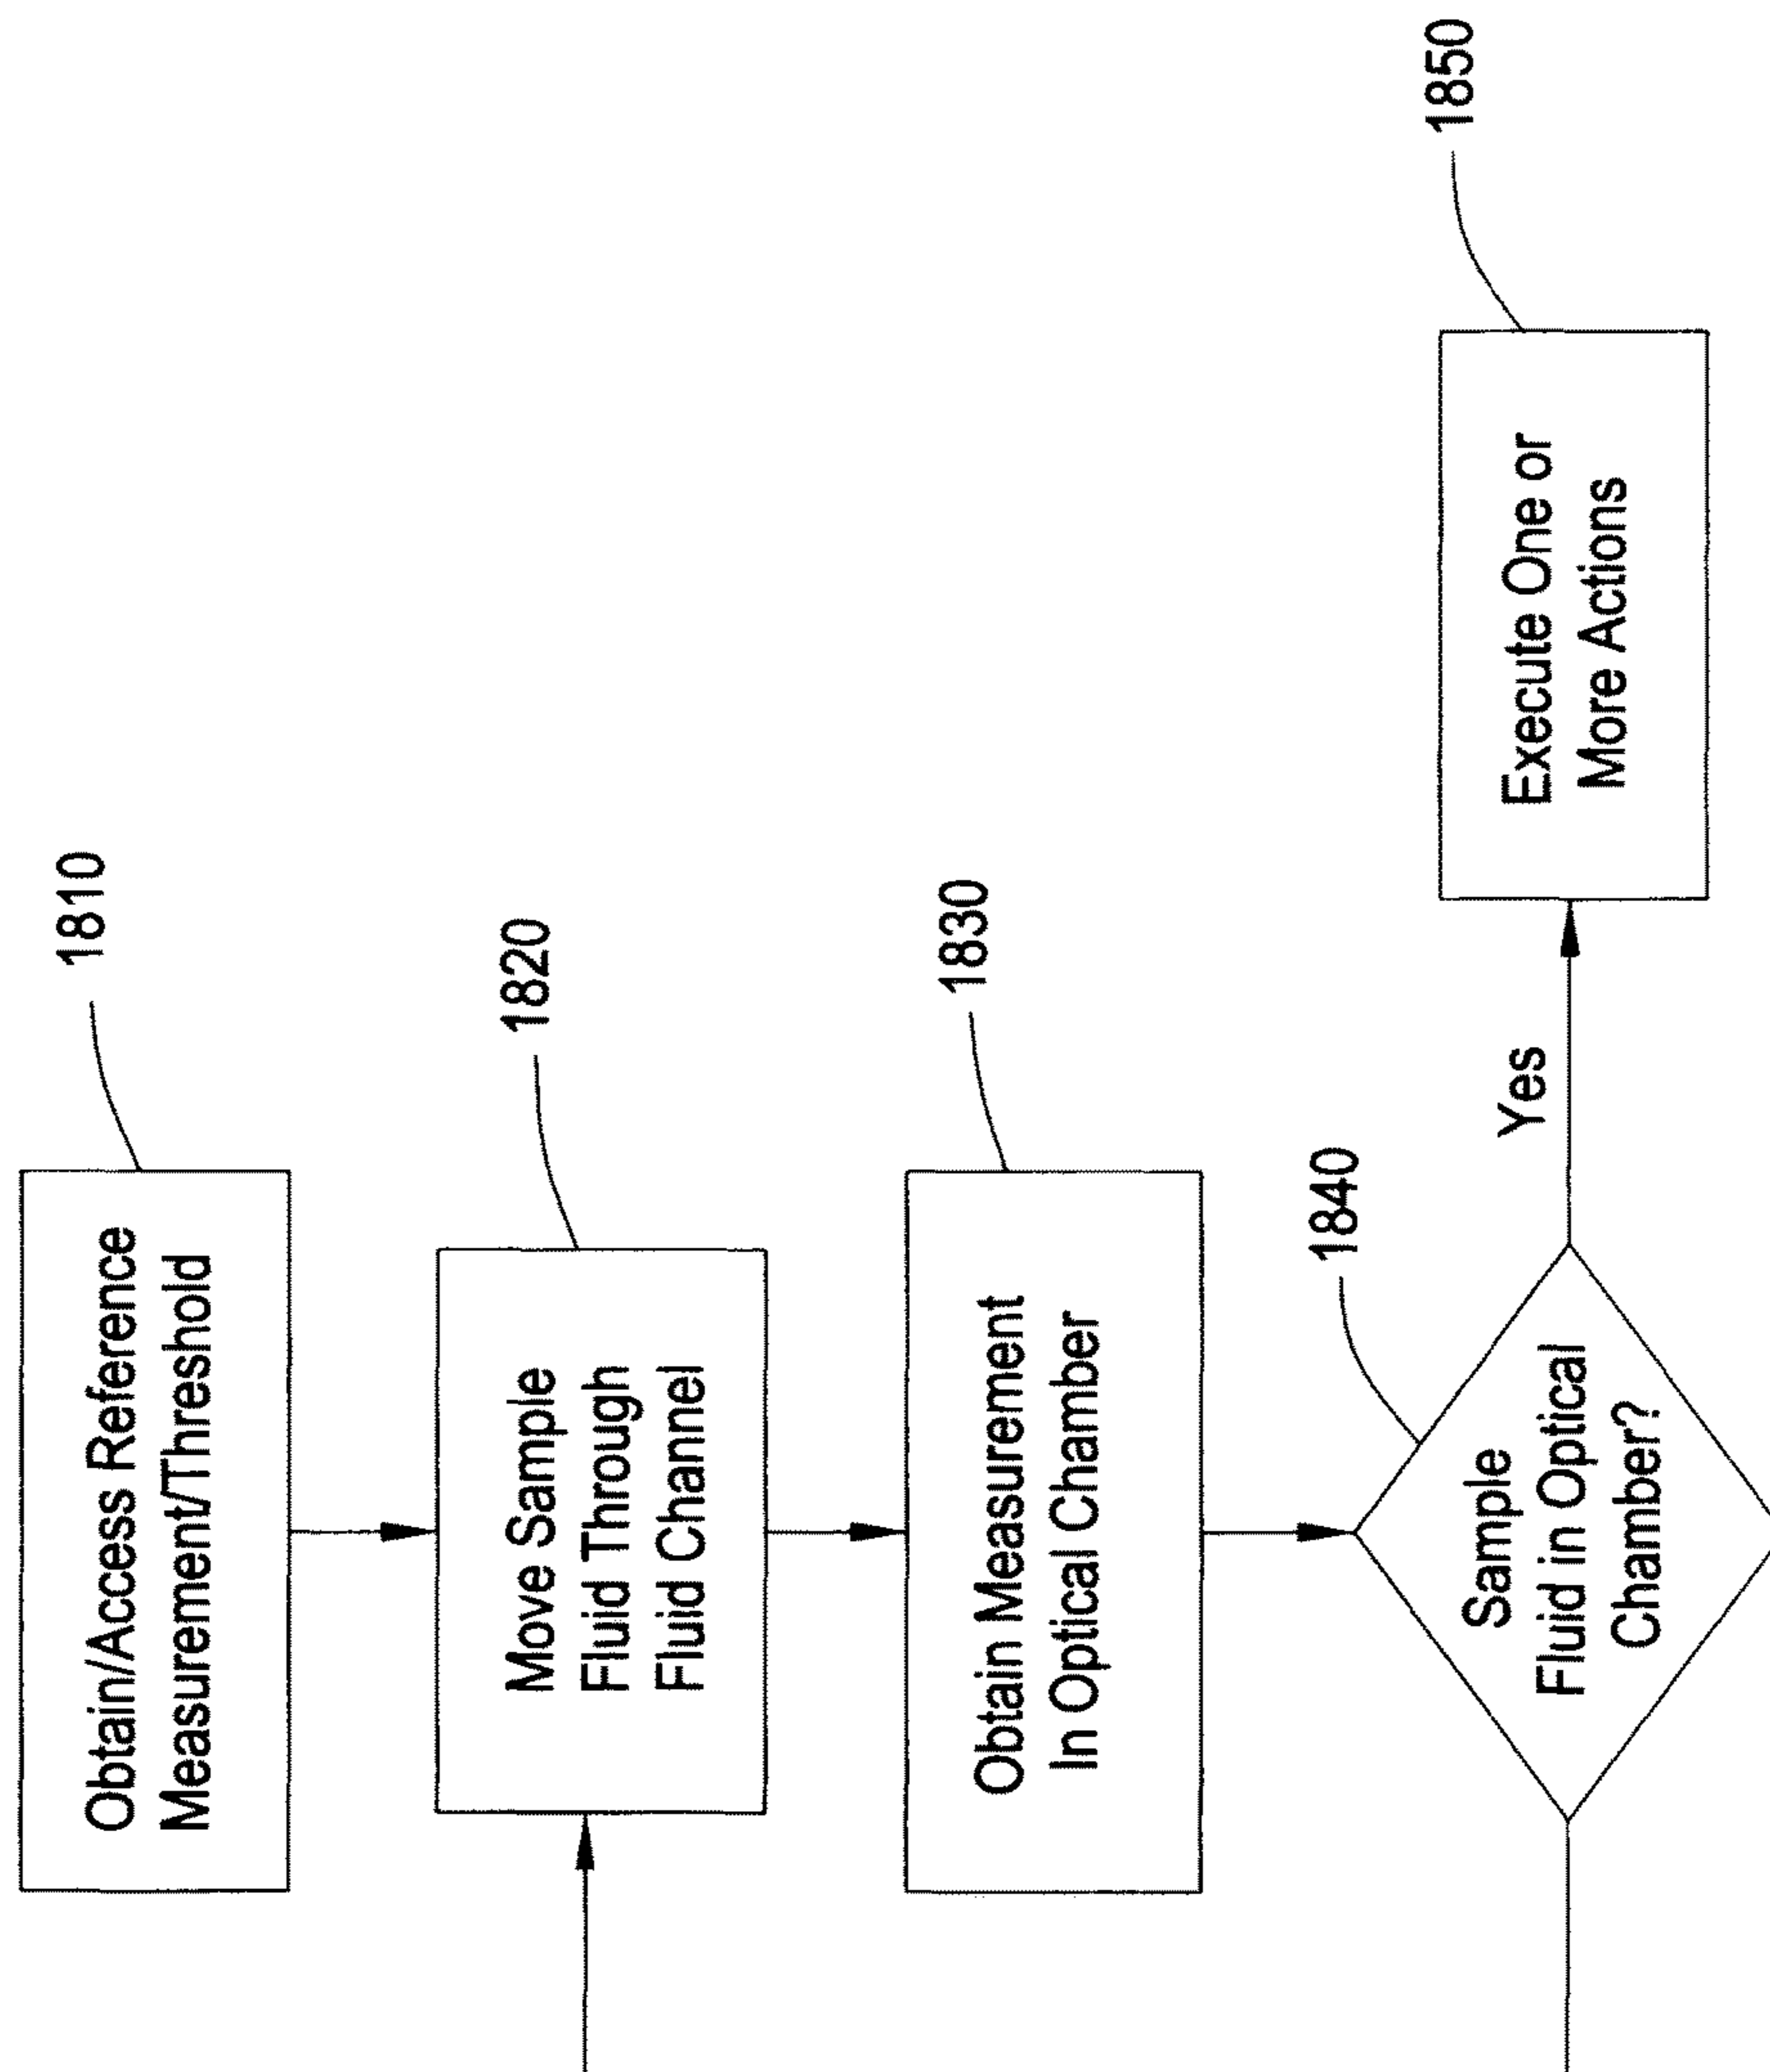 1810
Obtain/Access Reference
Measurement/Threshold
1820
Move Sample
Fluid Through
Fluid Channel
1830
Obtain Measurement
In Optical Chamber
1840
Sample
Fluid in Optical
Chamber?
Yes
1850
Execute One or
More Actions